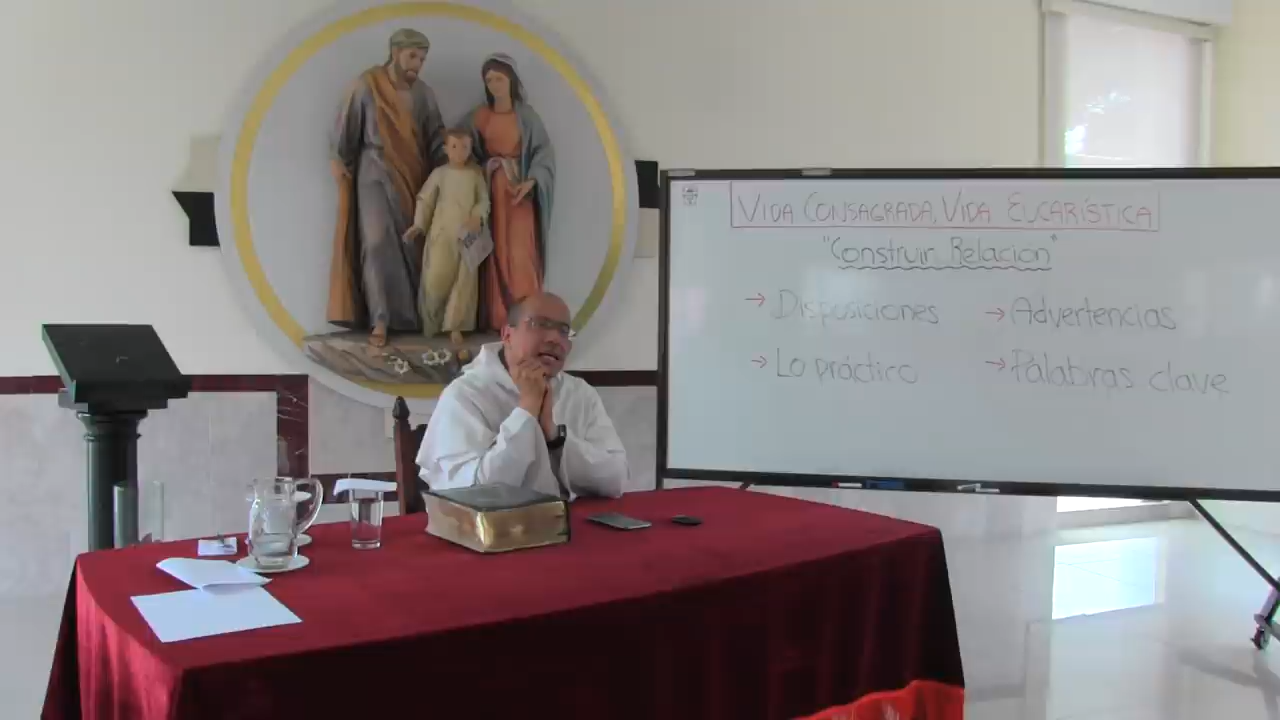 VIDA CONSAGRADA, VIDA EUCARÍSTICA
"Construir Relación"
→ Disposiciones → Advertencias
→ Lo práctico → Palabras clave